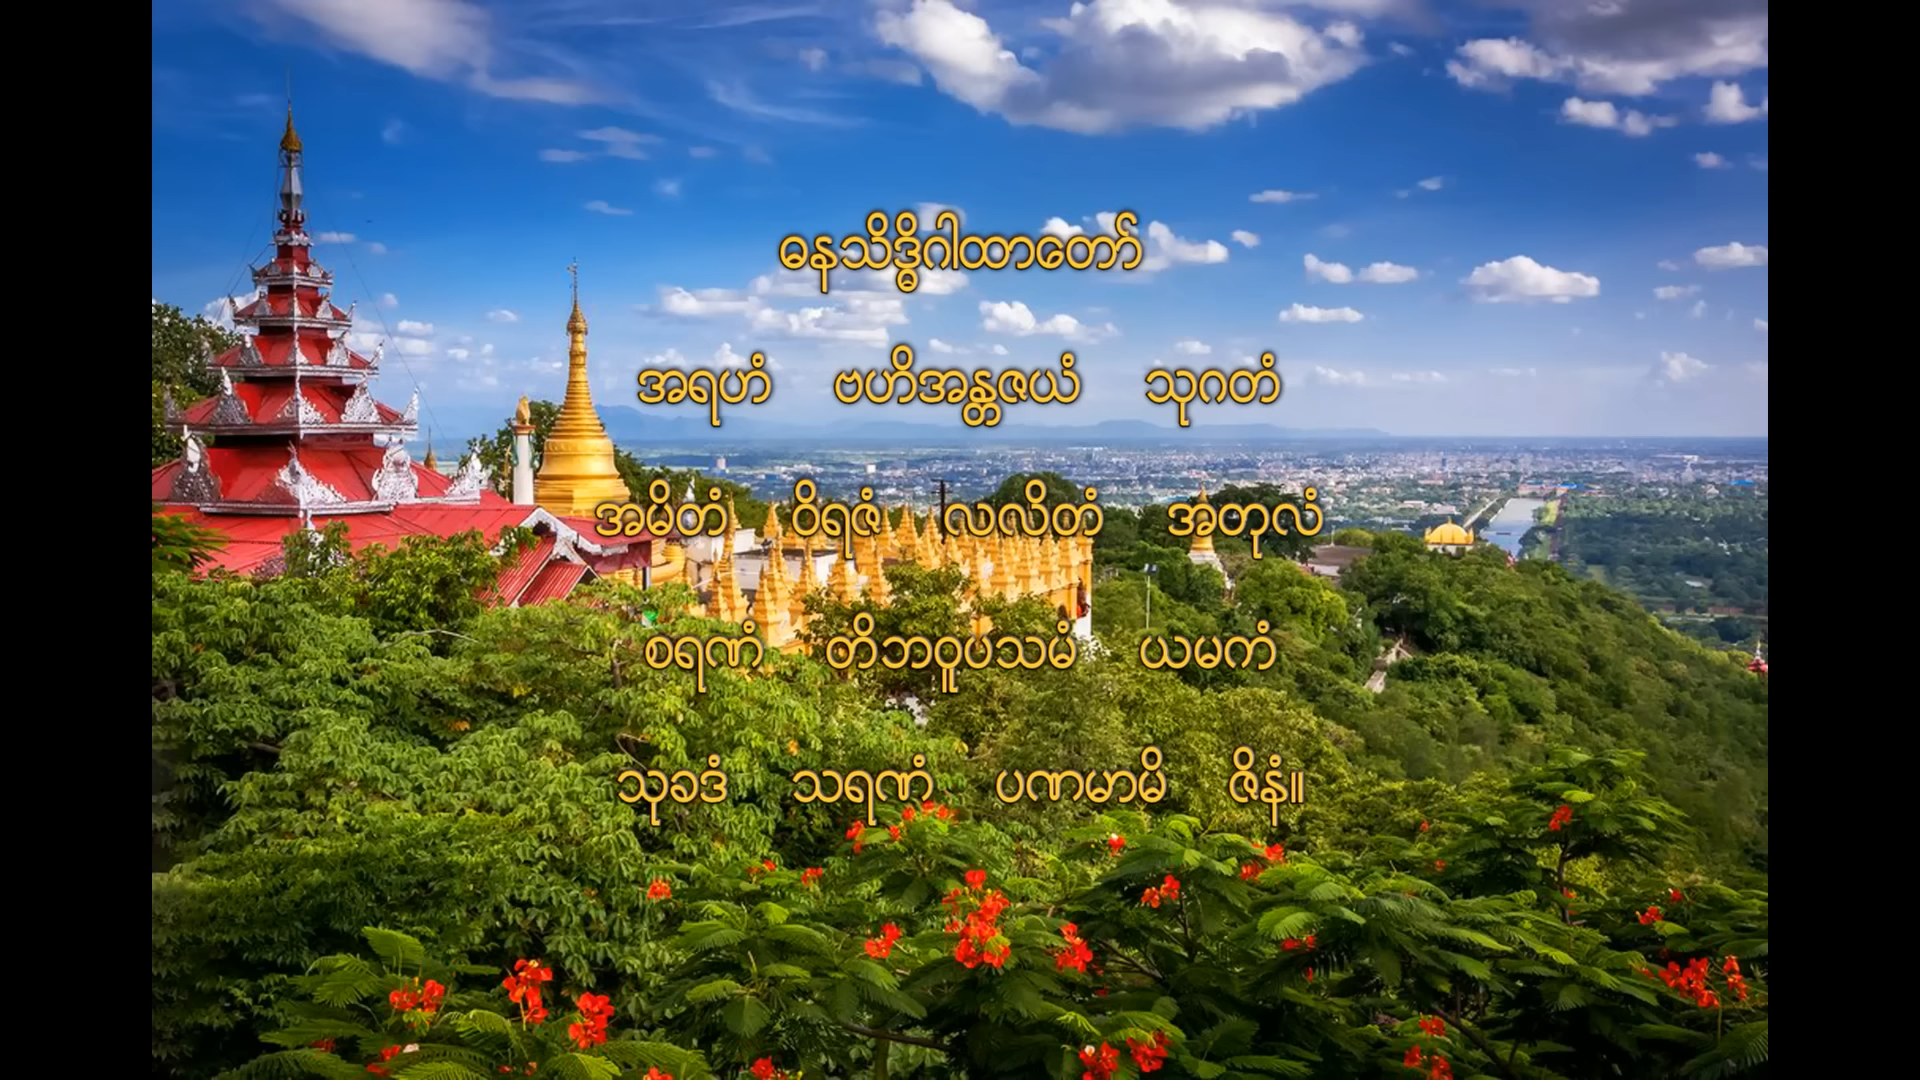 ဓနသိဒ္ဓိဂါထာတော်
အရဟံ ဗဟိအန္တဇယံ သုဂတံ
အမိတံ ဝိရဇံ လလိတံ အတုလံ
စရဏံ တိဘဝူပသမံ ယမကံ
သုခဒံ သရဏံ ပဏမာမိ ဇိနံ။